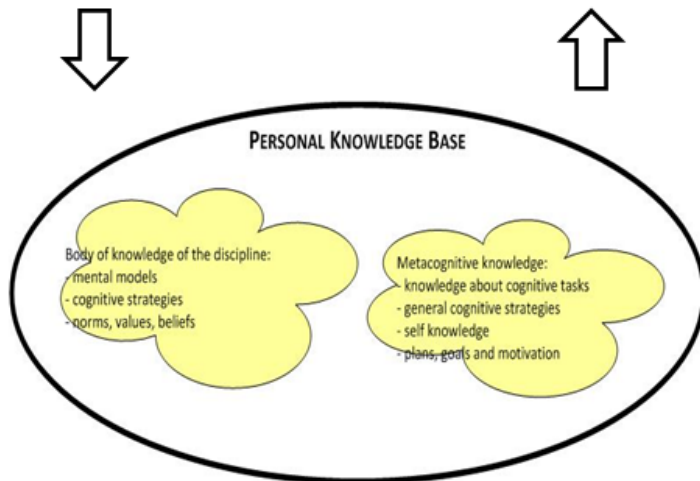 PERSONAL KNOWLEDGE BASE
Body of knowledge of the discipline:
- mental models
- cognitive strategies
- norms, values, beliefs
Metacognitive knowledge:
- knowledge about cognitive tasks
- general cognitive strategies
- self knowledge
- plans, goals and motivation